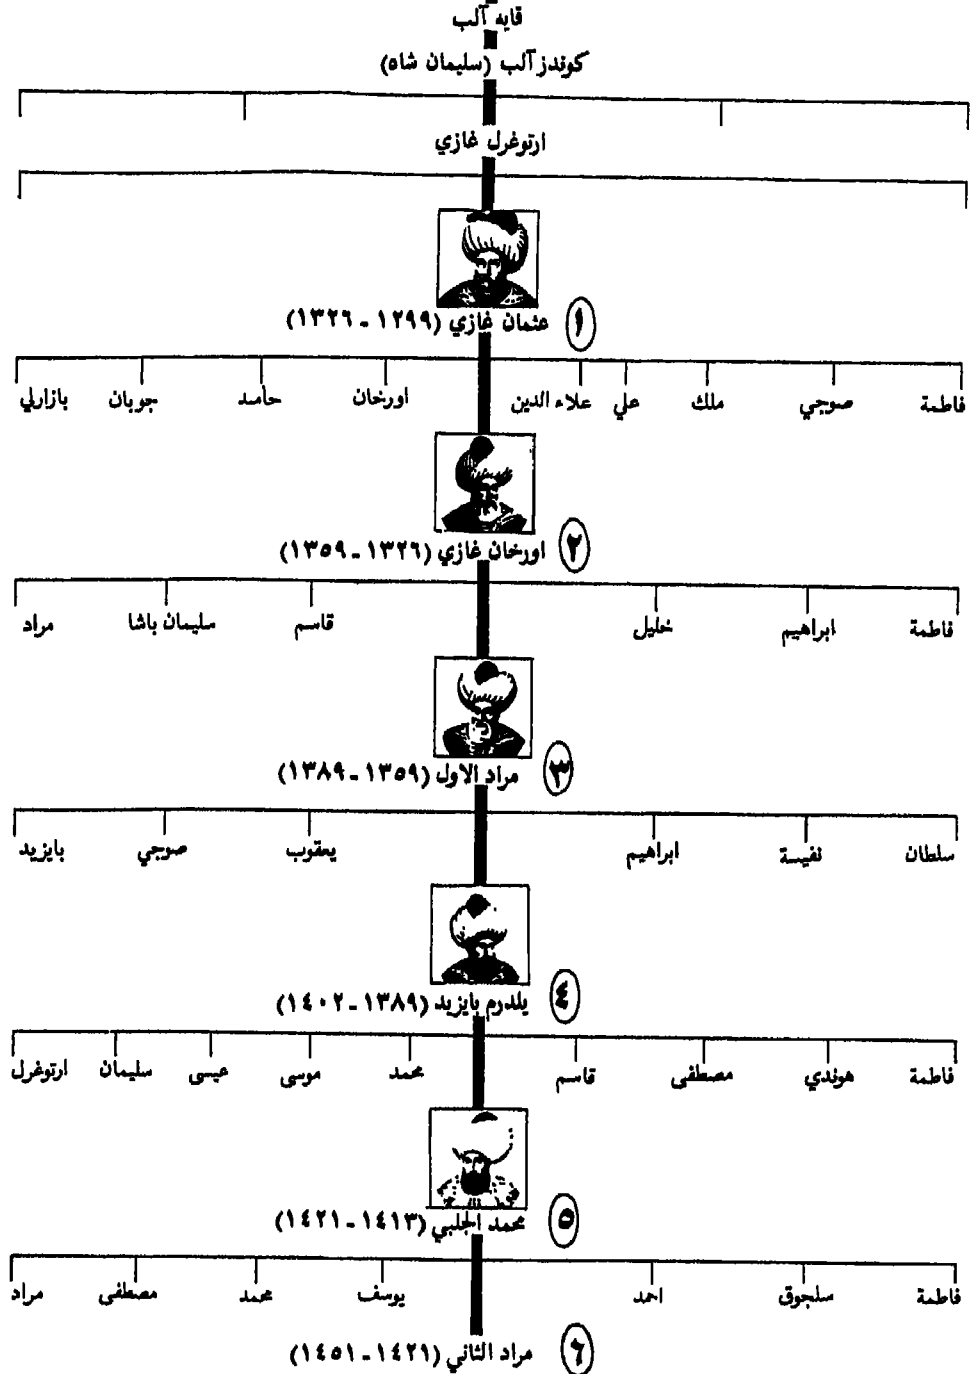 قايه آلب
كوندز آلب (سليمان شاه)
ارتوغرل غازي
١ عثمان غازي (١٢٩٩ - ١٣٢٦)
فاطمة صوجي ملك علي علاء الدين اورخان حامد جوبان بازارلي
٢ اورخان غازي (١٣٢٦ - ١٣٥٩)
فاطمة ابراهيم خليل قاسم سليمان باشا مراد
٣ مراد الاول (١٣٥٩ - ١٣٨٩)
سلطان نفيسة ابراهيم يعقوب صوجي بايزيد
٤ يلدرم بايزيد (١٣٨٩ - ١٤٠٢)
فاطمة هوندي مصطفى قاسم محمد موسى عيسى سليمان ارتوغرل
٥ محمد الجلبي (١٤١٣ - ١٤٢١)
فاطمة سلجوق احمد يوسف محمد مصطفى مراد
٦ مراد الثاني (١٤٢١ - ١٤٥١)